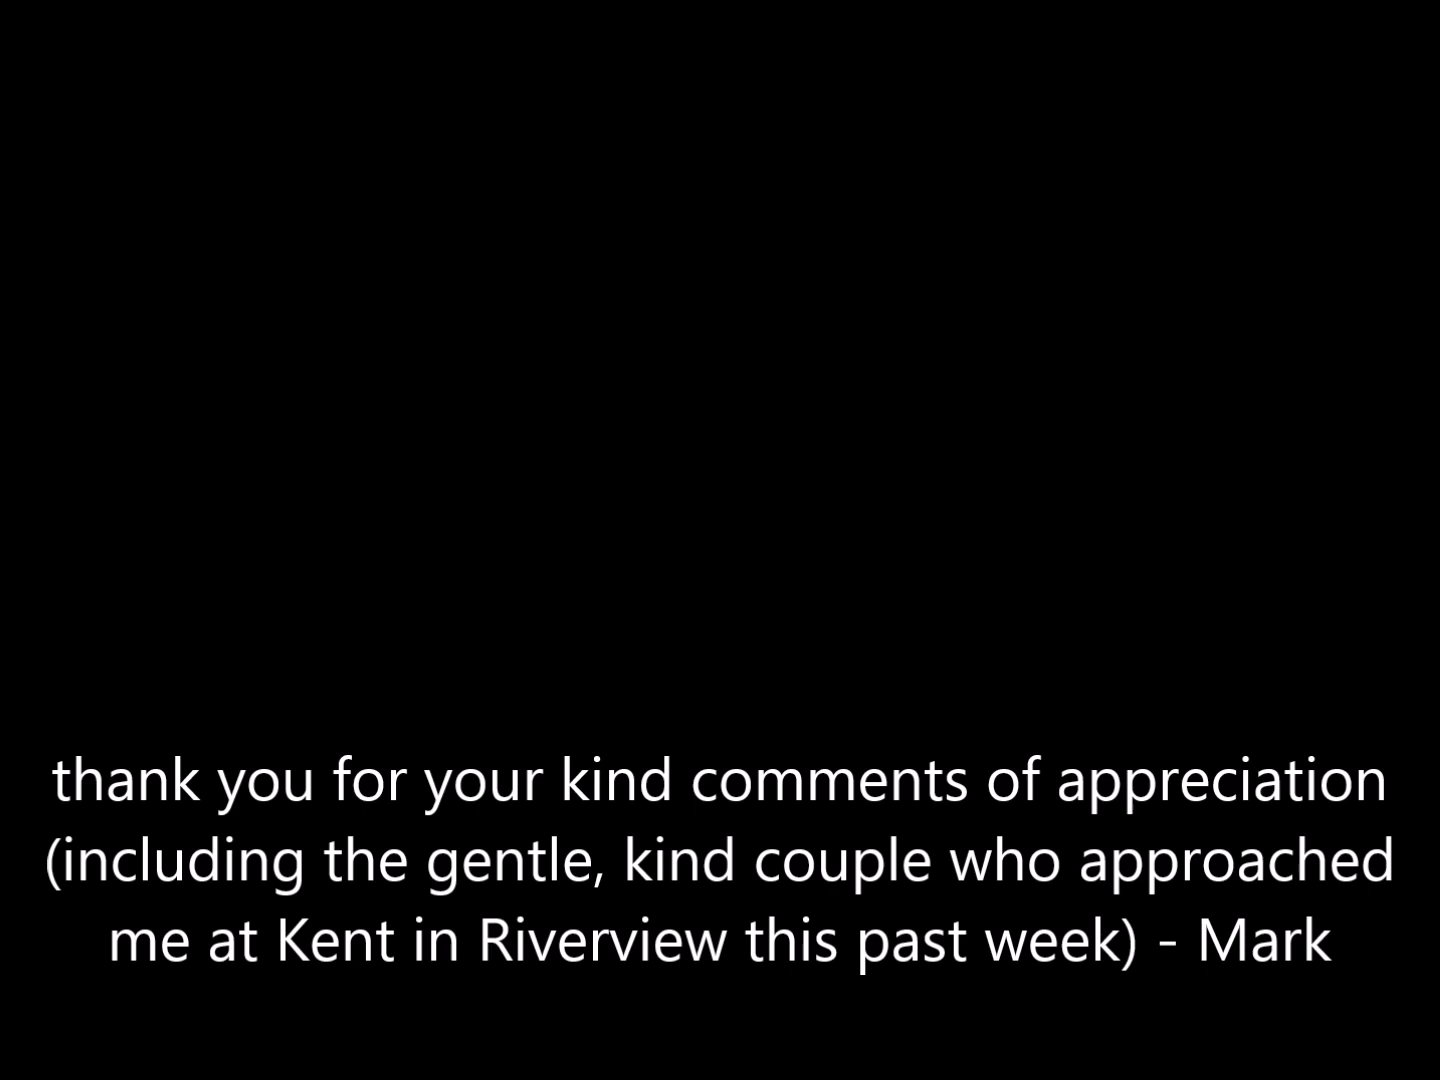 thank you for your kind comments of appreciation
(including the gentle, kind couple who approached
me at Kent in Riverview this past week) - Mark